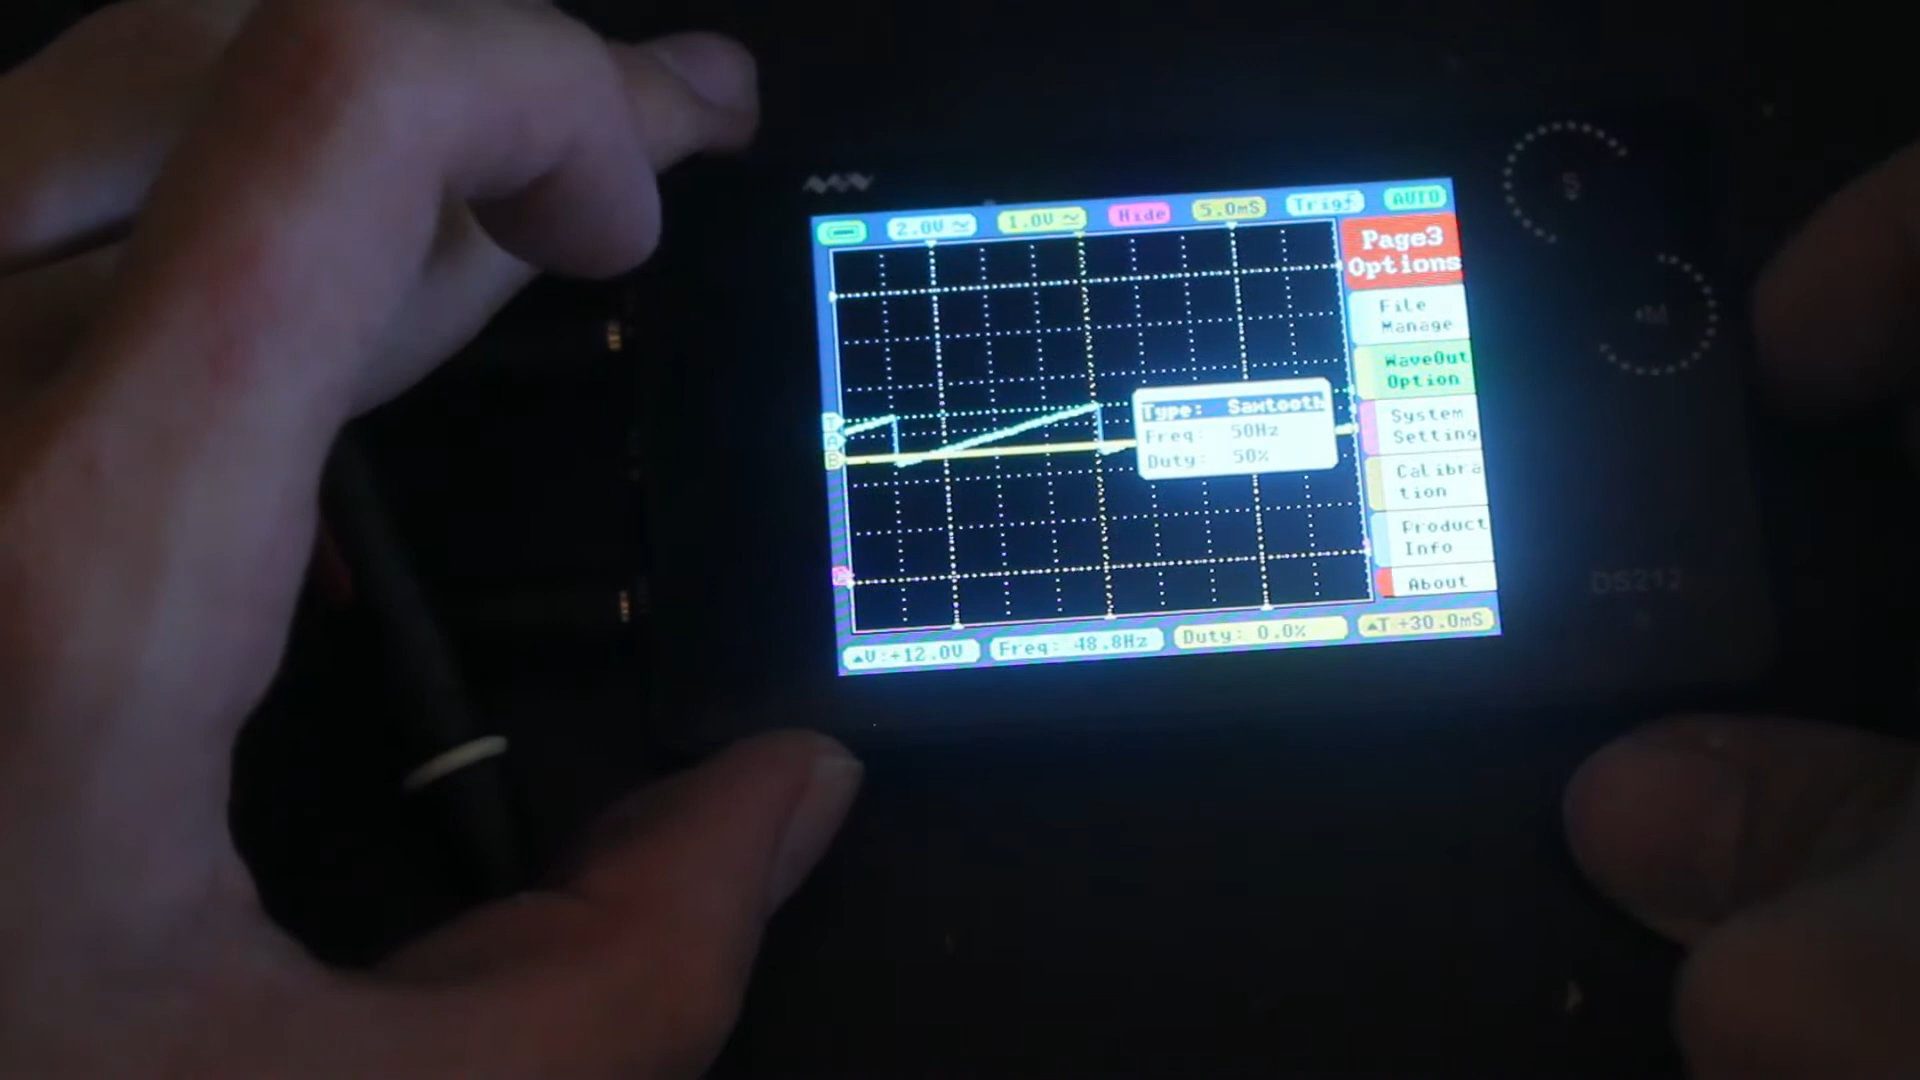 2.0V 1.0V Hide 5.0mS Trig AUTO
Page3
Options
File
Manage
WaveOut
Option
System
Setting
Calibra
tion
Product
Info
About
Type: Sawtooth
Freq: 50Hz
Duty: 50%
T
A
B
▲V:+12.0V Freq: 48.8Hz Duty: 0.0% ▲T +30.0mS
S
M
DS212